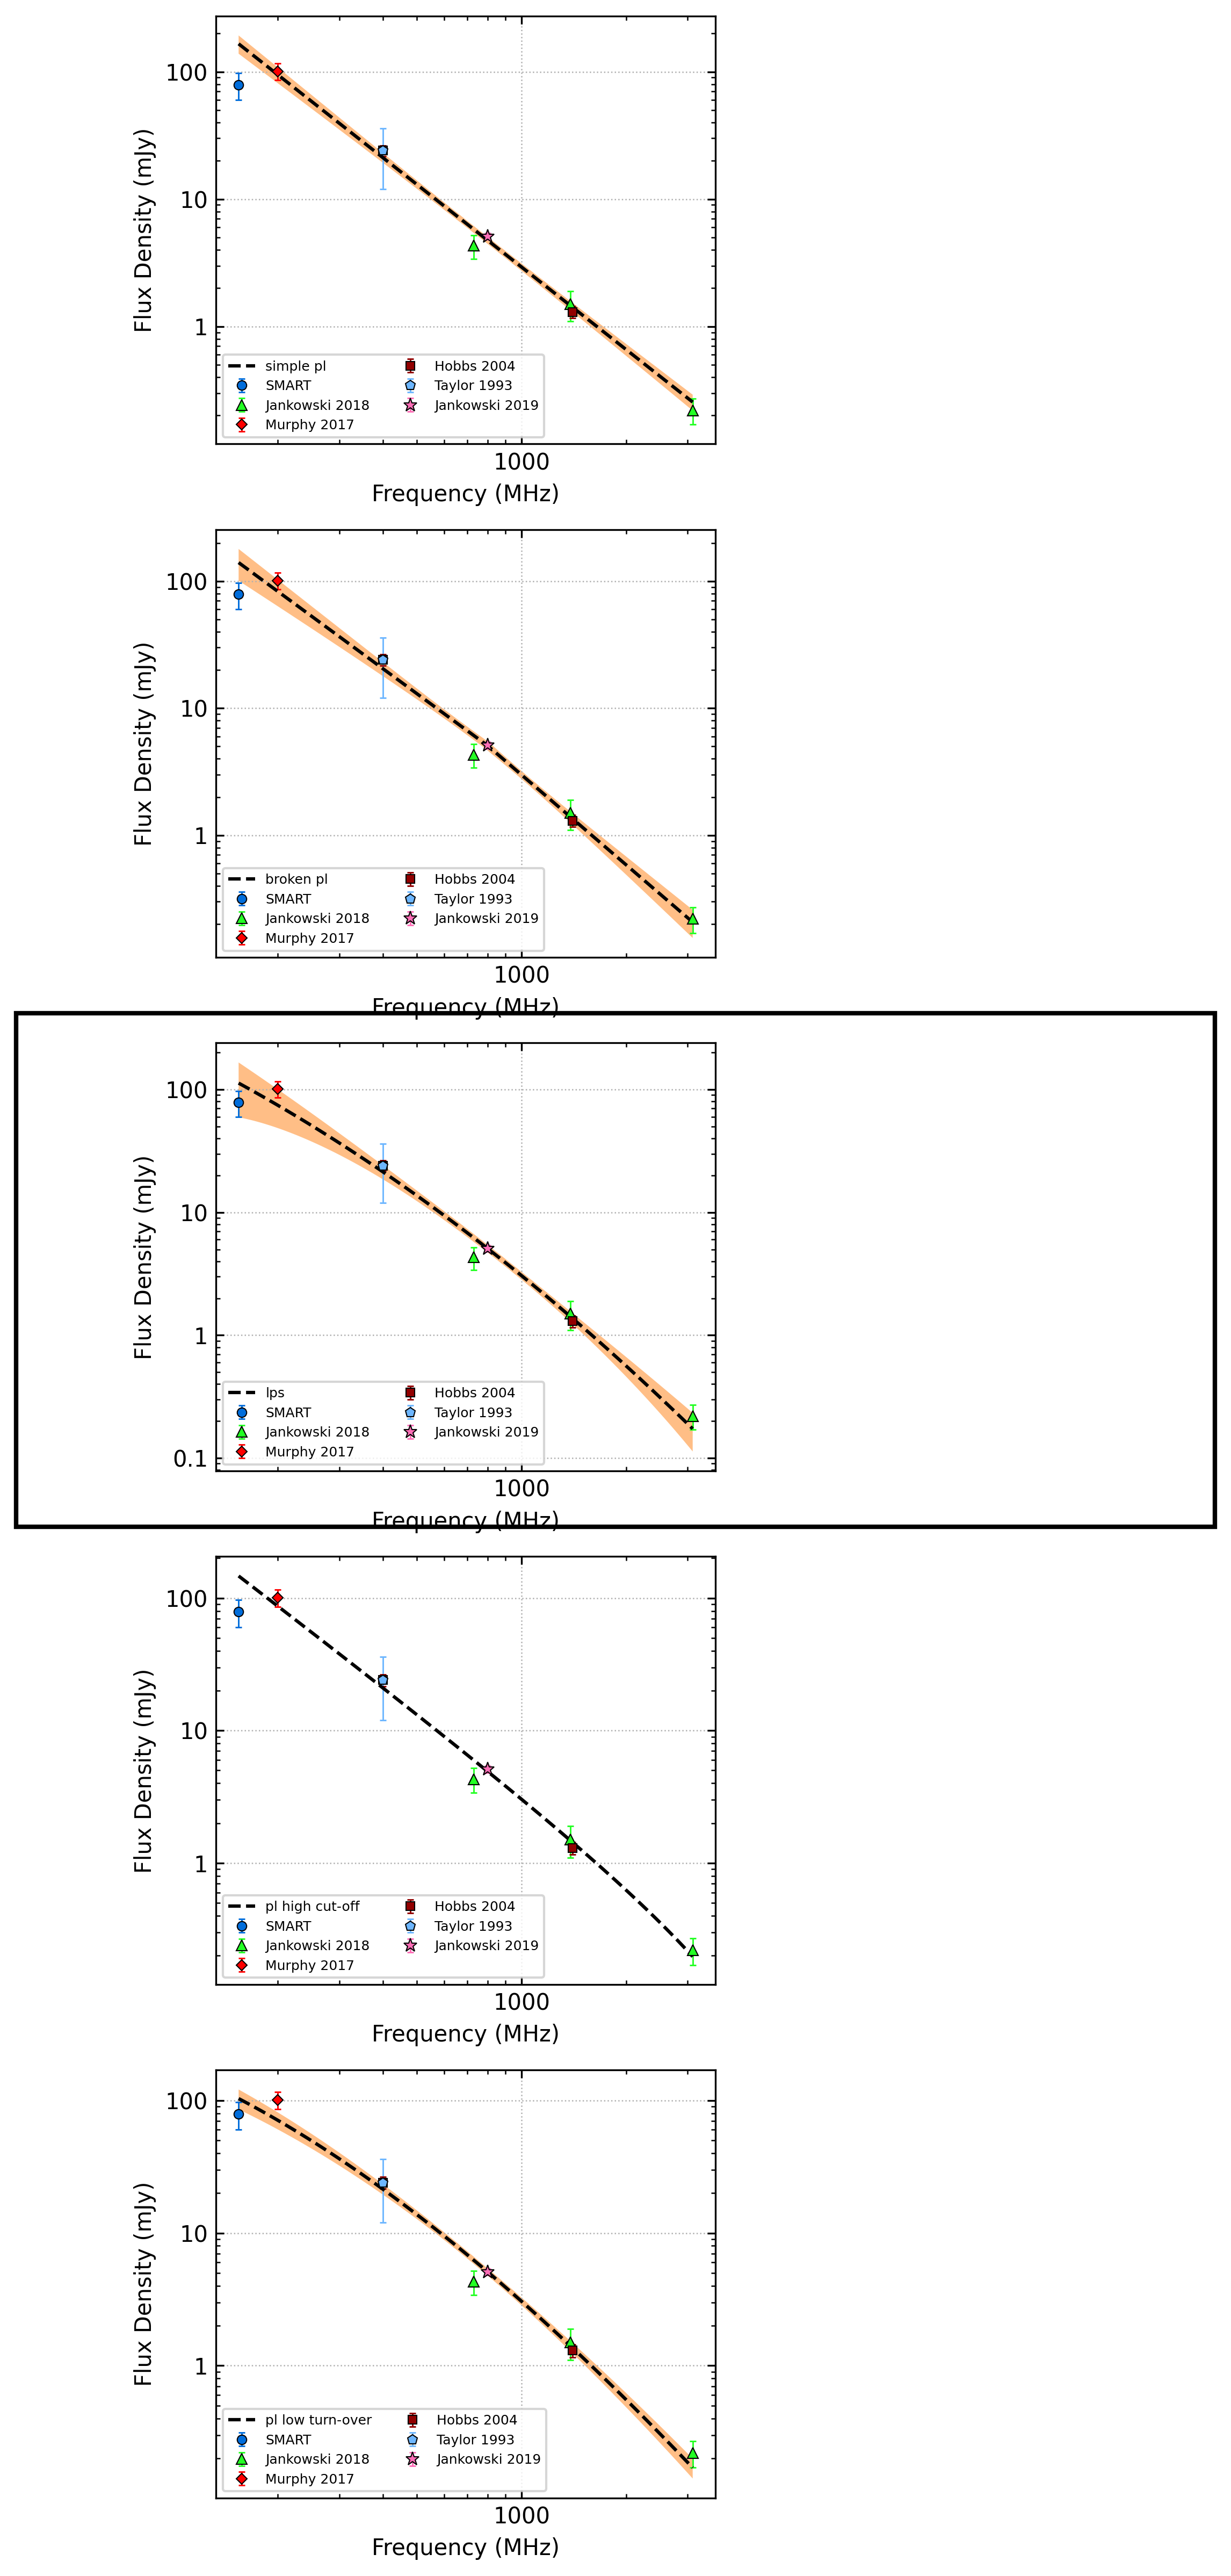 100
10
1
Flux Density (mJy)
simple pl
SMART
Jankowski 2018
Murphy 2017
Hobbs 2004
Taylor 1993
Jankowski 2019
1000
Frequency (MHz)
100
10
1
Flux Density (mJy)
broken pl
SMART
Jankowski 2018
Murphy 2017
Hobbs 2004
Taylor 1993
Jankowski 2019
1000
Frequency (MHz)
100
10
1
0.1
Flux Density (mJy)
lps
SMART
Jankowski 2018
Murphy 2017
Hobbs 2004
Taylor 1993
Jankowski 2019
1000
Frequency (MHz)
100
10
1
Flux Density (mJy)
pl high cut-off
SMART
Jankowski 2018
Murphy 2017
Hobbs 2004
Taylor 1993
Jankowski 2019
1000
Frequency (MHz)
100
10
1
Flux Density (mJy)
pl low turn-over
SMART
Jankowski 2018
Murphy 2017
Hobbs 2004
Taylor 1993
Jankowski 2019
1000
Frequency (MHz)